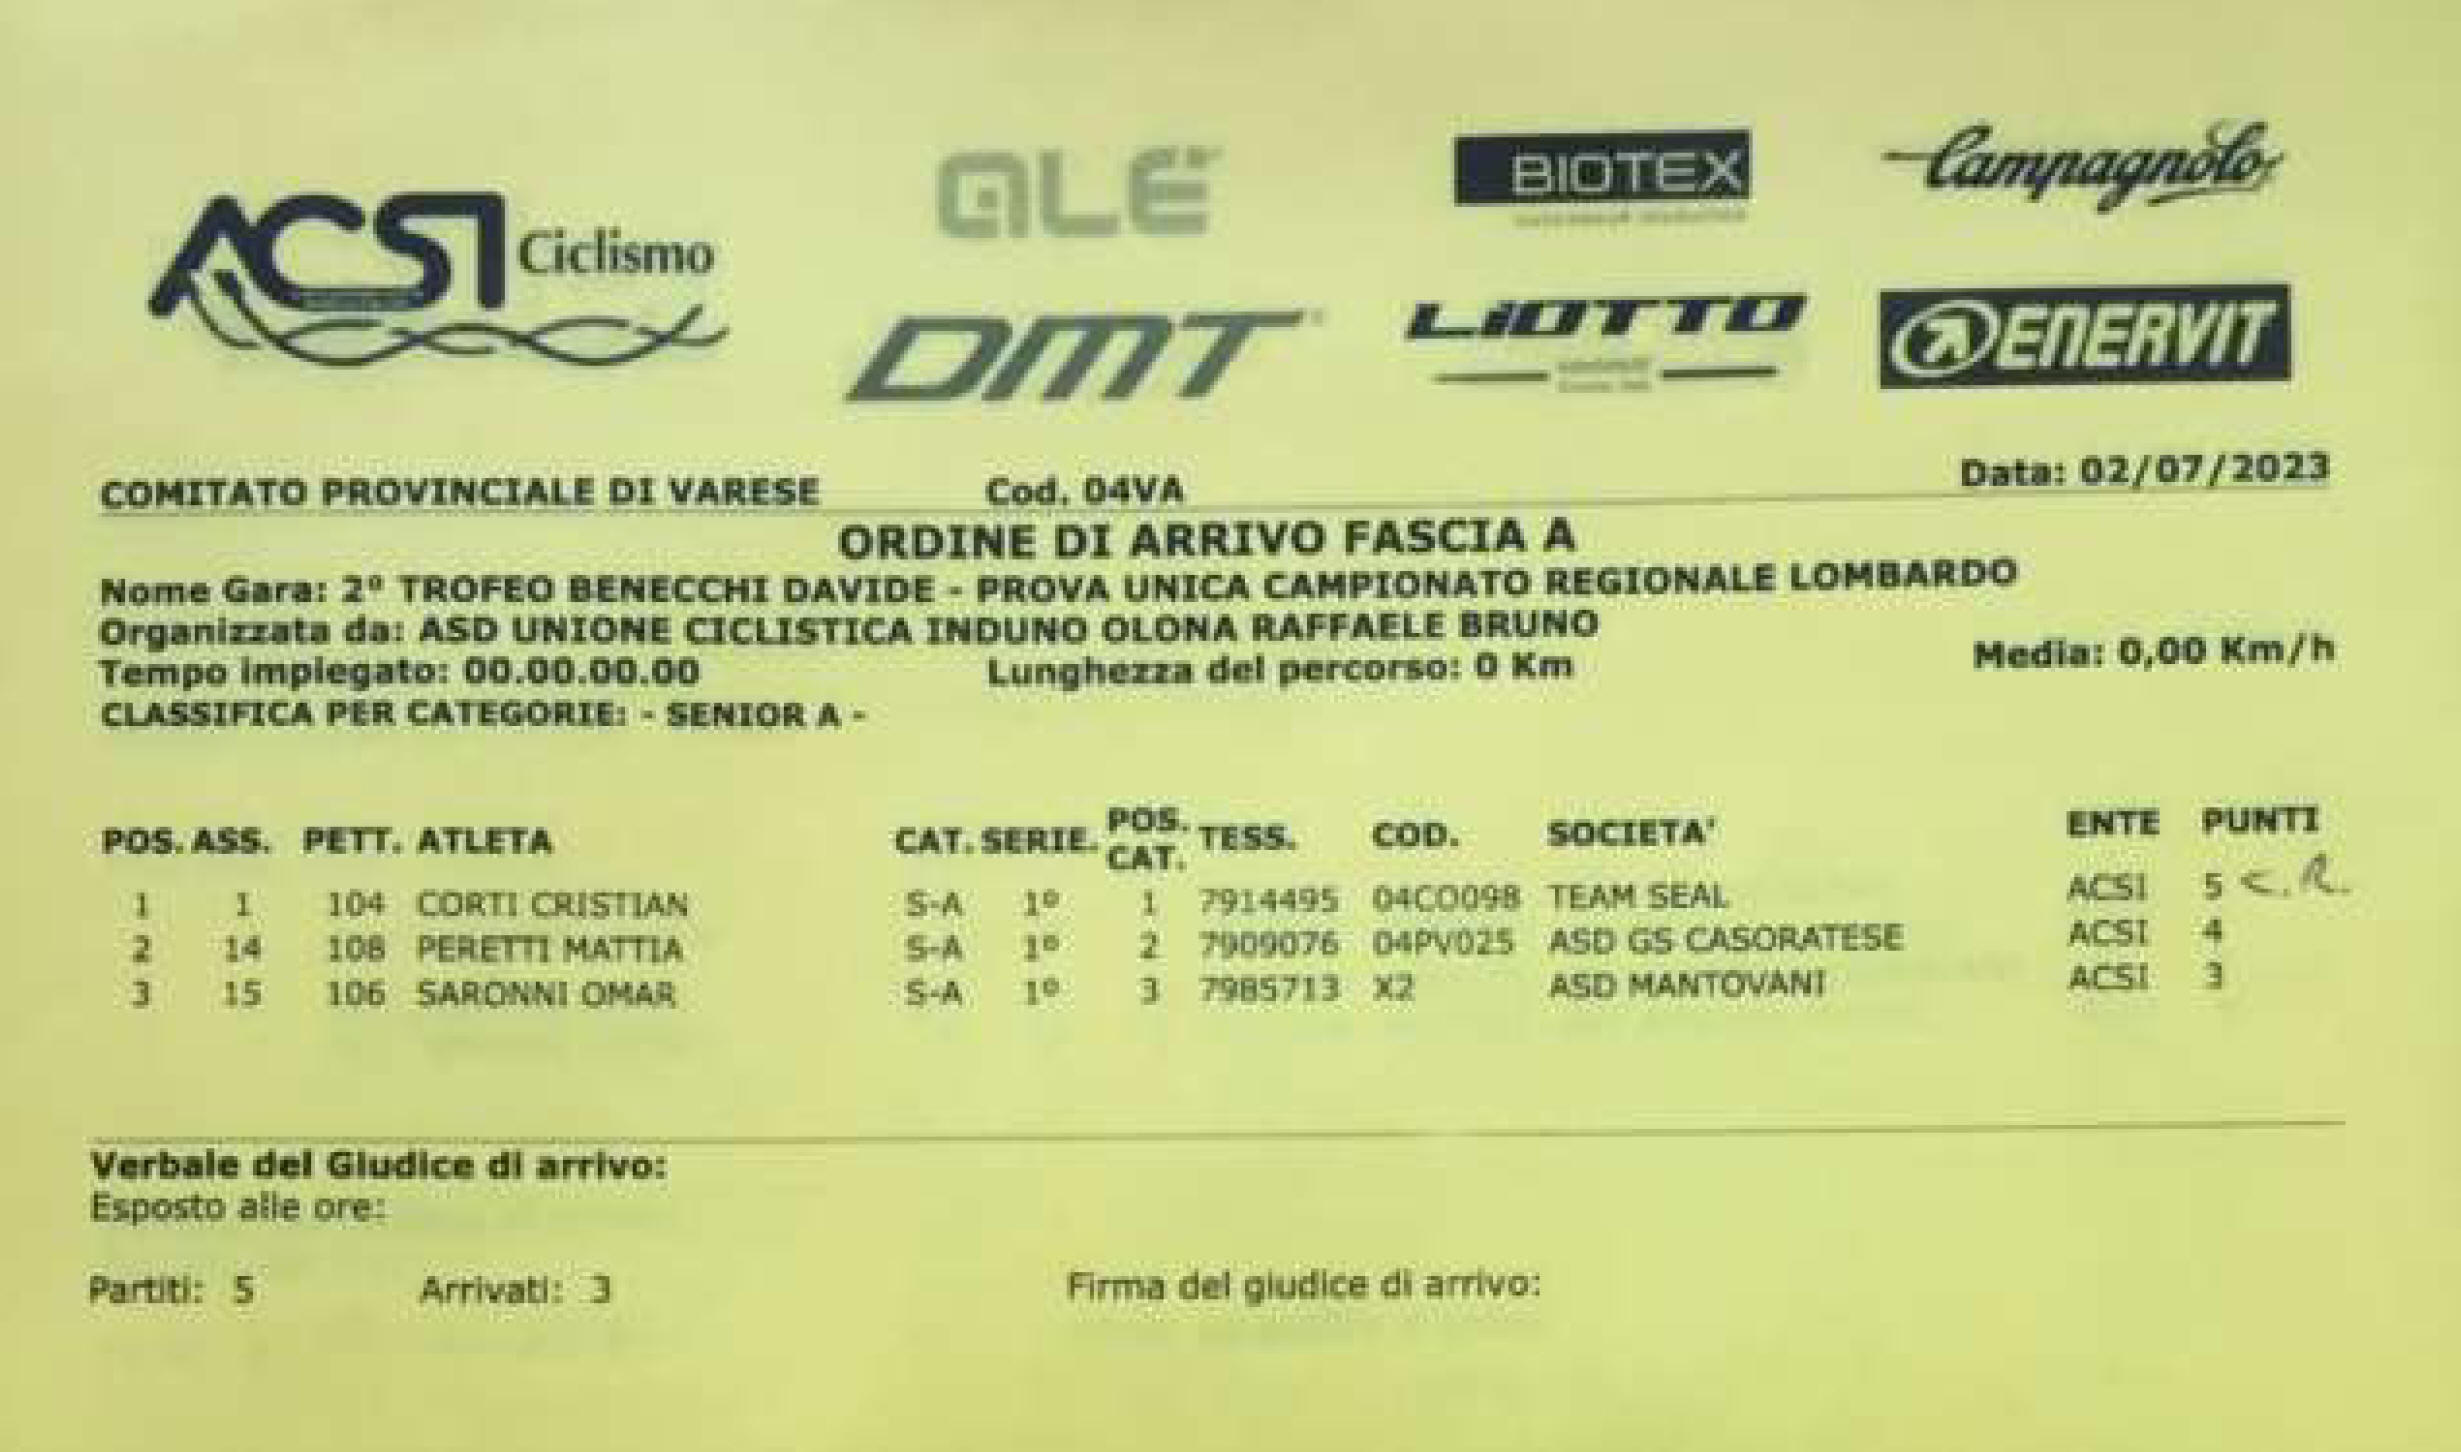 ACSI Ciclismo
ALÉ
BIOTEX
Campagnolo
DMT
LIOTTO
ENERVIT
COMITATO PROVINCIALE DI VARESE Cod. 04VA Data: 02/07/2023
ORDINE DI ARRIVO FASCIA A
Nome Gara: 2º TROFEO BENECCHI DAVIDE - PROVA UNICA CAMPIONATO REGIONALE LOMBARDO
Organizzata da: ASD UNIONE CICLISTICA INDUNO OLONA RAFFAELE BRUNO
Tempo impiegato: 00.00.00.00 Lunghezza del percorso: 0 Km Media: 0,00 Km/h
CLASSIFICA PER CATEGORIE: - SENIOR A -
POS. ASS. PETT. ATLETA CAT. SERIE. POS. CAT. TESS. COD. SOCIETA' ENTE PUNTI
1 1 104 CORTI CRISTIAN S-A 1º 1 7914495 04CO098 TEAM SEAL ACSI 5 C.R.
2 14 108 PERETTI MATTIA S-A 1º 2 7909076 04PV025 ASD GS CASORATESE ACSI 4
3 15 106 SARONNI OMAR S-A 1º 3 7985713 X2 ASD MANTOVANI ACSI 3
Verbale del Giudice di arrivo:
Esposto alle ore:
Partiti: 5 Arrivati: 3 Firma del giudice di arrivo: